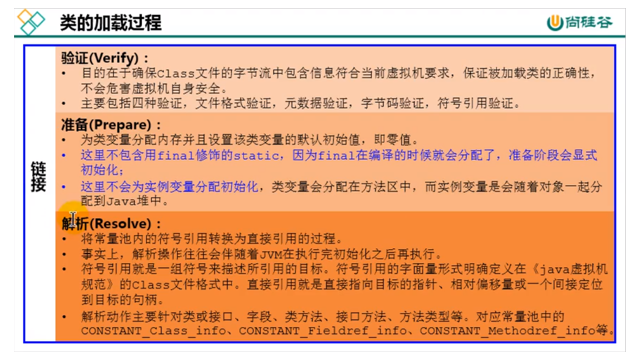 类的加载过程
尚硅谷
链接
验证(Verify)：
• 目的在于确保Class文件的字节流中包含信息符合当前虚拟机要求，保证被加载类的正确性，
不会危害虚拟机自身安全。
• 主要包括四种验证，文件格式验证，元数据验证，字节码验证，符号引用验证。
准备(Prepare)：
• 为类变量分配内存并且设置该类变量的默认初始值，即零值。
• 这里不包含用final修饰的static，因为final在编译的时候就会分配了，准备阶段会显式
初始化；
• 这里不会为实例变量分配初始化，类变量会分配在方法区中，而实例变量是会随着对象一起分
配到Java堆中。
解析(Resolve)：
• 将常量池内的符号引用转换为直接引用的过程。
• 事实上，解析操作往往会伴随着JVM在执行完初始化之后再执行。
• 符号引用就是一组符号来描述所引用的目标。符号引用的字面量形式明确定义在《java虚拟机
规范》的Class文件格式中。直接引用就是直接指向目标的指针、相对偏移量或一个间接定位
到目标的句柄。
• 解析动作主要针对类或接口、字段、类方法、接口方法、方法类型等。对应常量池中的
CONSTANT_Class_info、CONSTANT_Fieldref_info、CONSTANT_Methodref_info等。